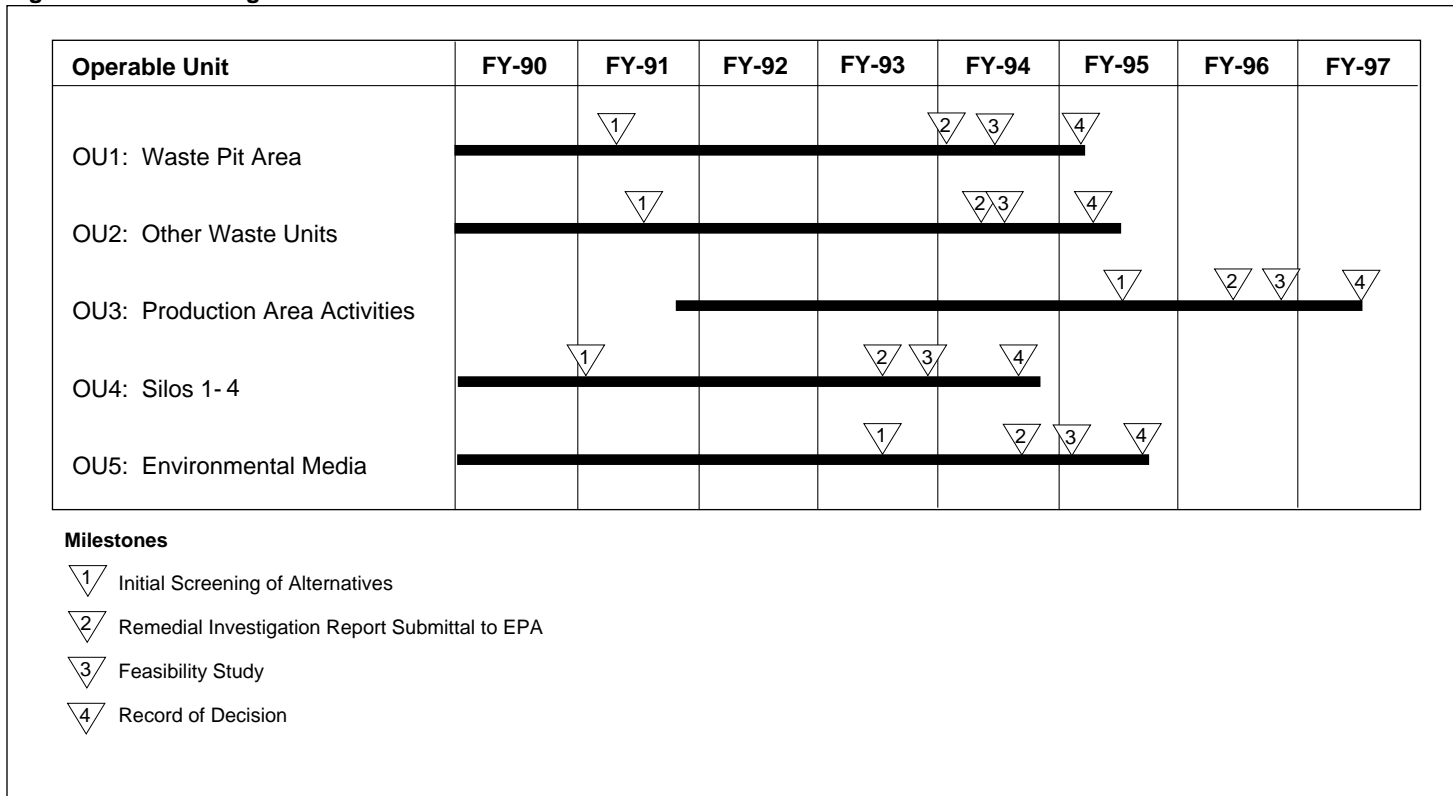 Operable Unit FY-90 FY-91 FY-92 FY-93 FY-94 FY-95 FY-96 FY-97
1 2 3 4
OU1: Waste Pit Area
1 2 3 4
OU2: Other Waste Units
1 2 3 4
OU3: Production Area Activities
1 2 3 4
OU4: Silos 1-4
1 2 3 4
OU5: Environmental Media
Milestones
1 Initial Screening of Alternatives
2 Remedial Investigation Report Submittal to EPA
3 Feasibility Study
4 Record of Decision